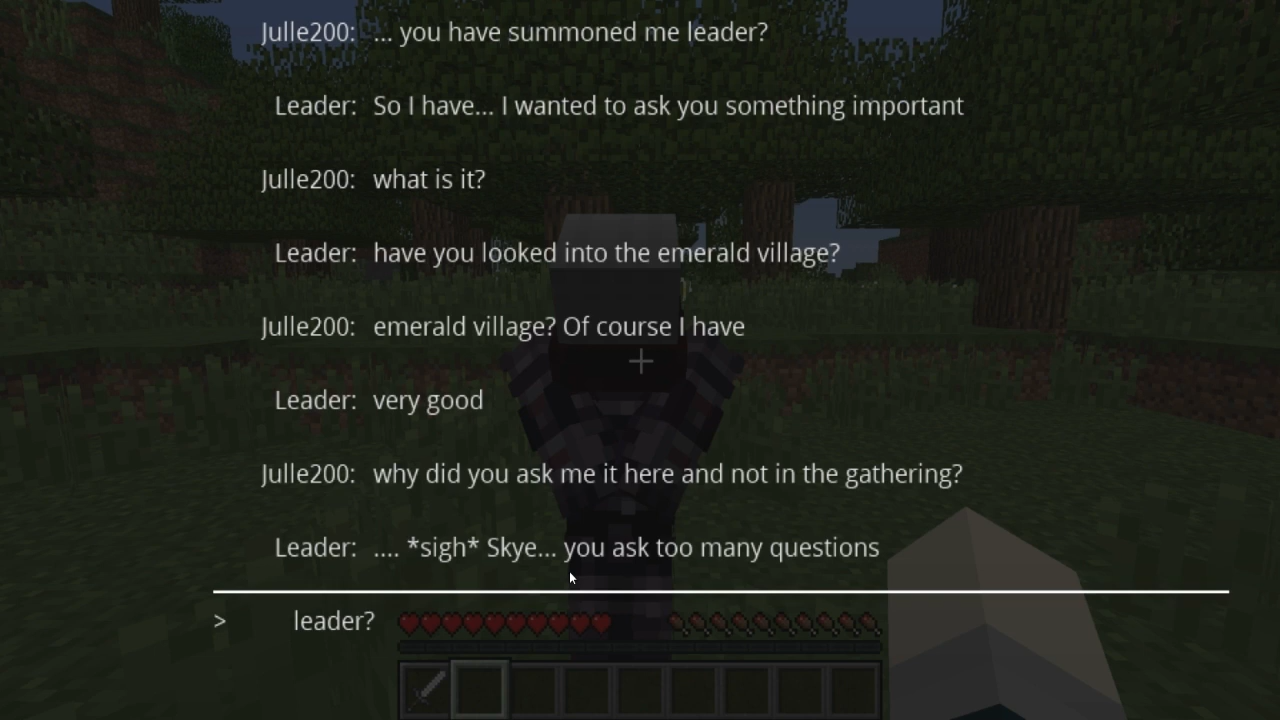 Julle200: ... you have summoned me leader?
Leader: So I have... I wanted to ask you something important
Julle200: what is it?
Leader: have you looked into the emerald village?
Julle200: emerald village? Of course I have
Leader: very good
Julle200: why did you ask me it here and not in the gathering?
Leader: .... *sigh* Skye... you ask too many questions
> leader?